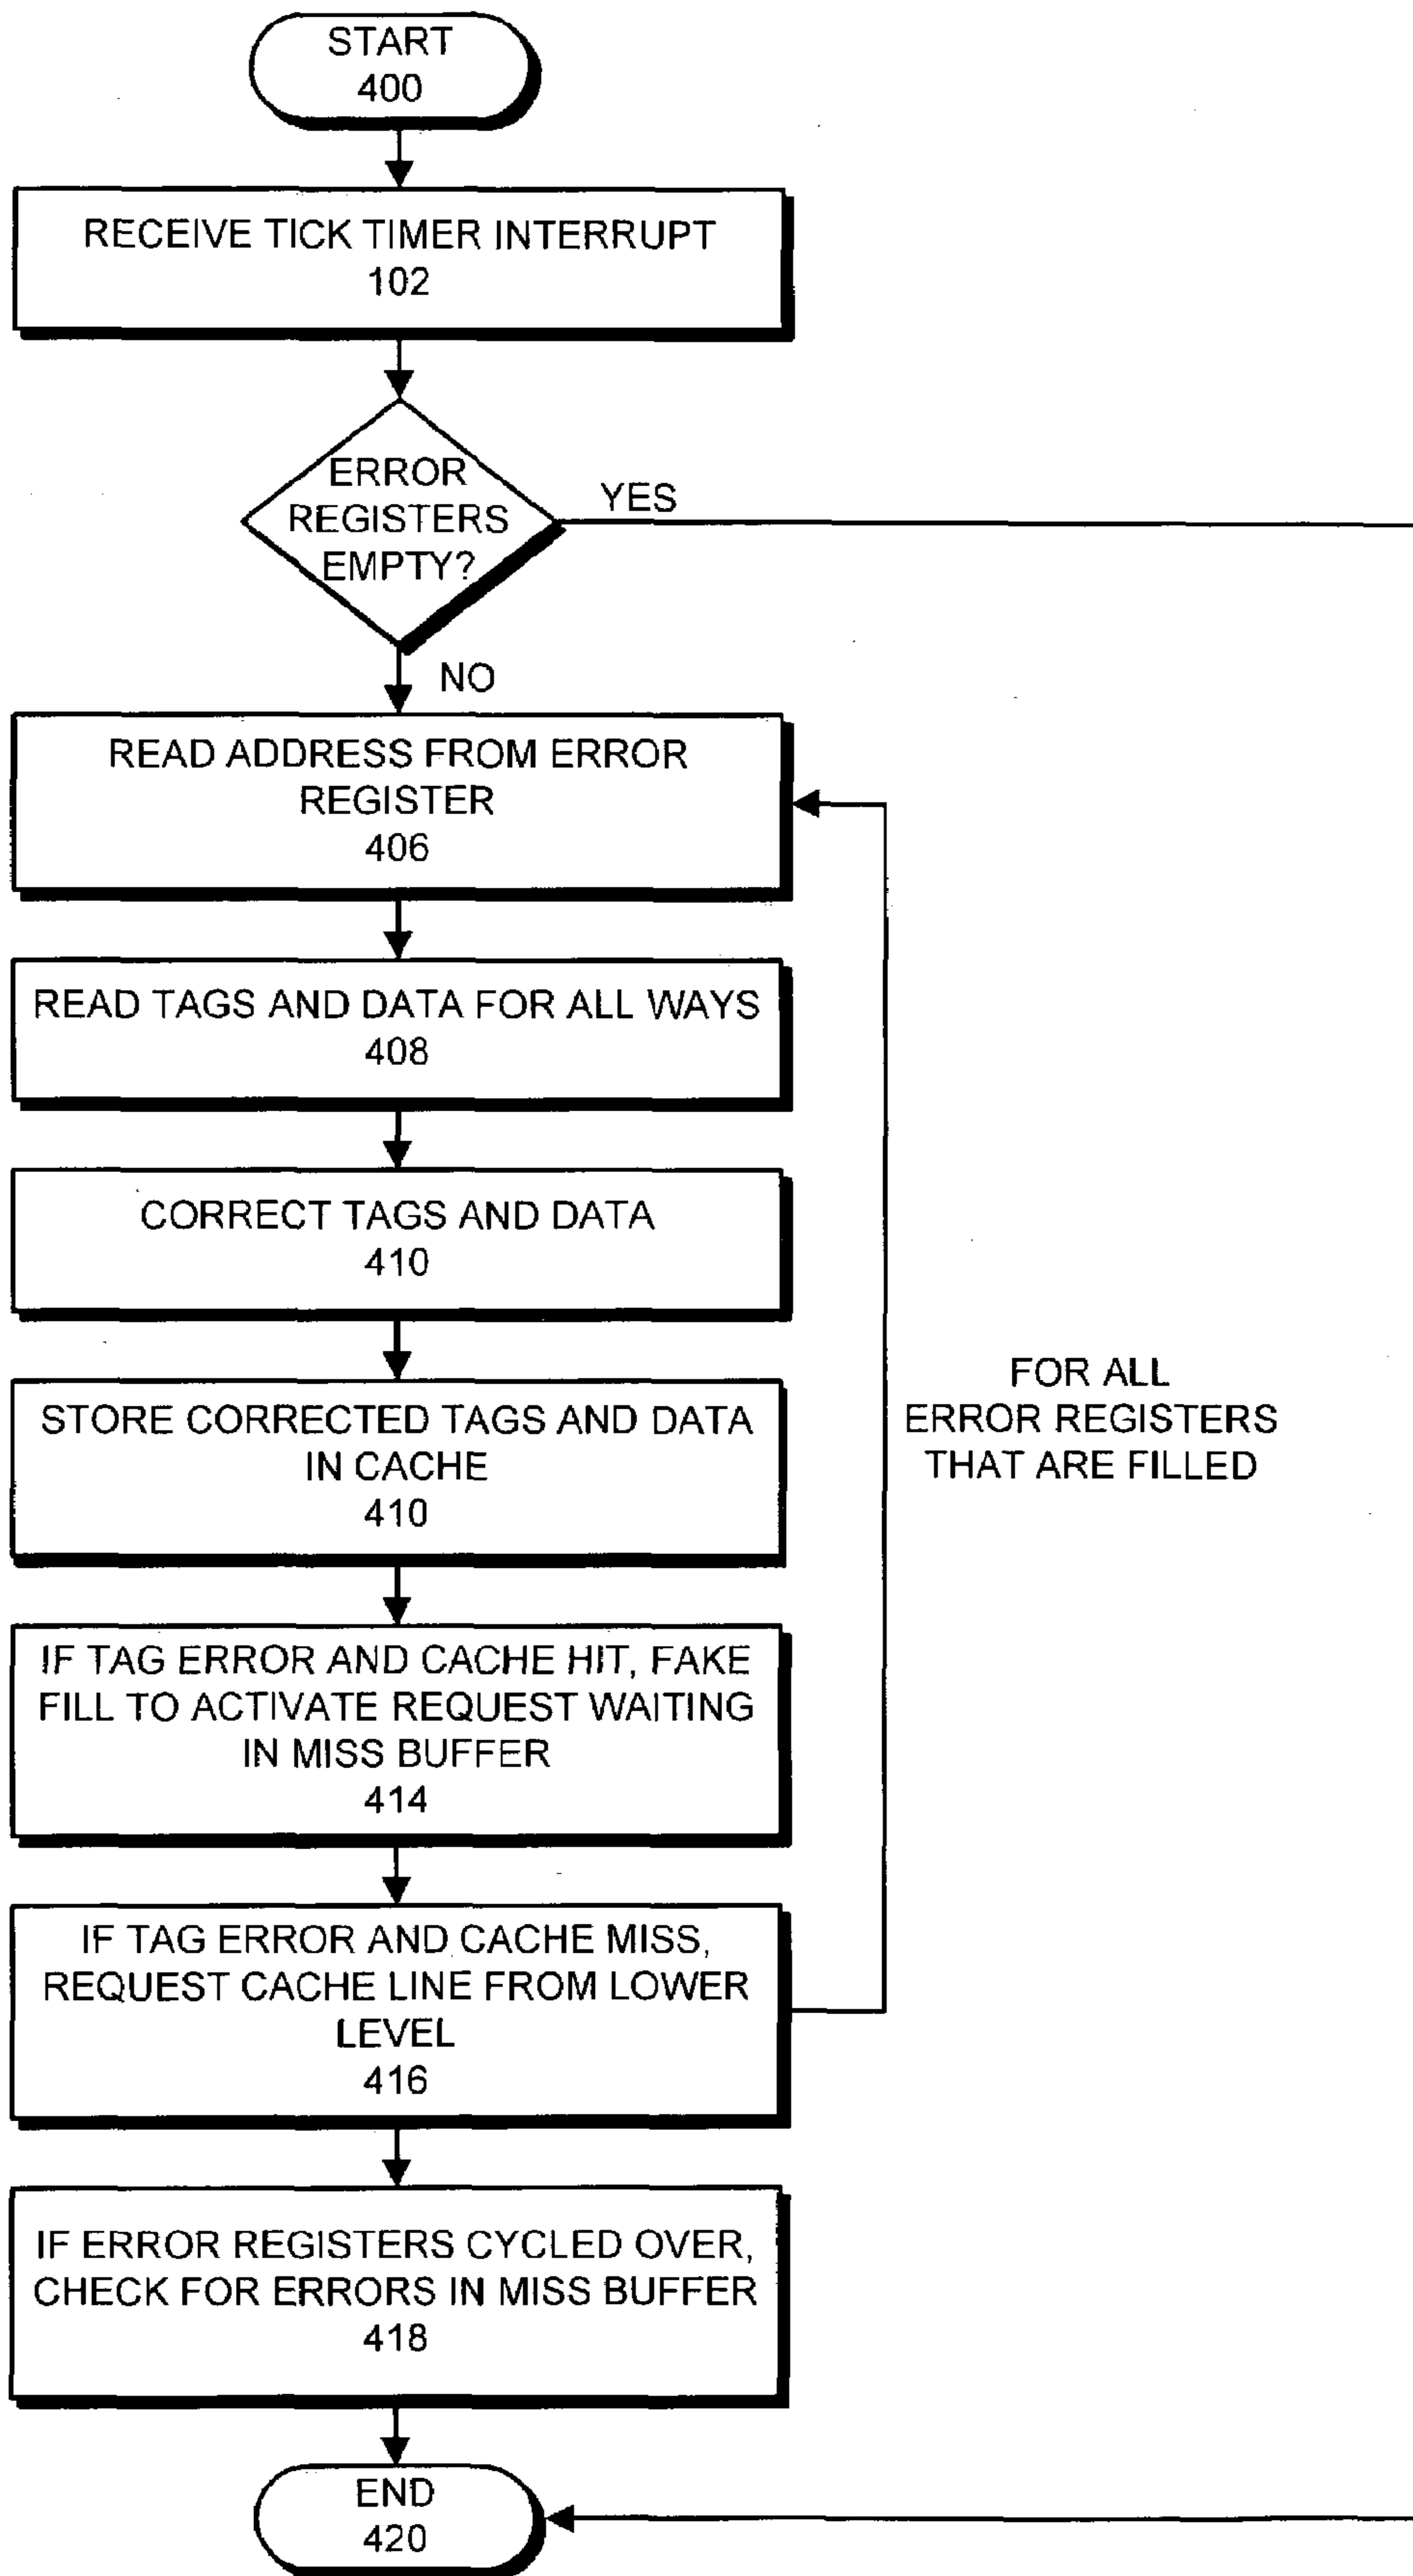 START
400
RECEIVE TICK TIMER INTERRUPT
102
ERROR
REGISTERS
EMPTY?
YES
NO
READ ADDRESS FROM ERROR
REGISTER
406
READ TAGS AND DATA FOR ALL WAYS
408
CORRECT TAGS AND DATA
410
STORE CORRECTED TAGS AND DATA
IN CACHE
410
FOR ALL
ERROR REGISTERS
THAT ARE FILLED
IF TAG ERROR AND CACHE HIT, FAKE
FILL TO ACTIVATE REQUEST WAITING
IN MISS BUFFER
414
IF TAG ERROR AND CACHE MISS,
REQUEST CACHE LINE FROM LOWER
LEVEL
416
IF ERROR REGISTERS CYCLED OVER,
CHECK FOR ERRORS IN MISS BUFFER
418
END
420